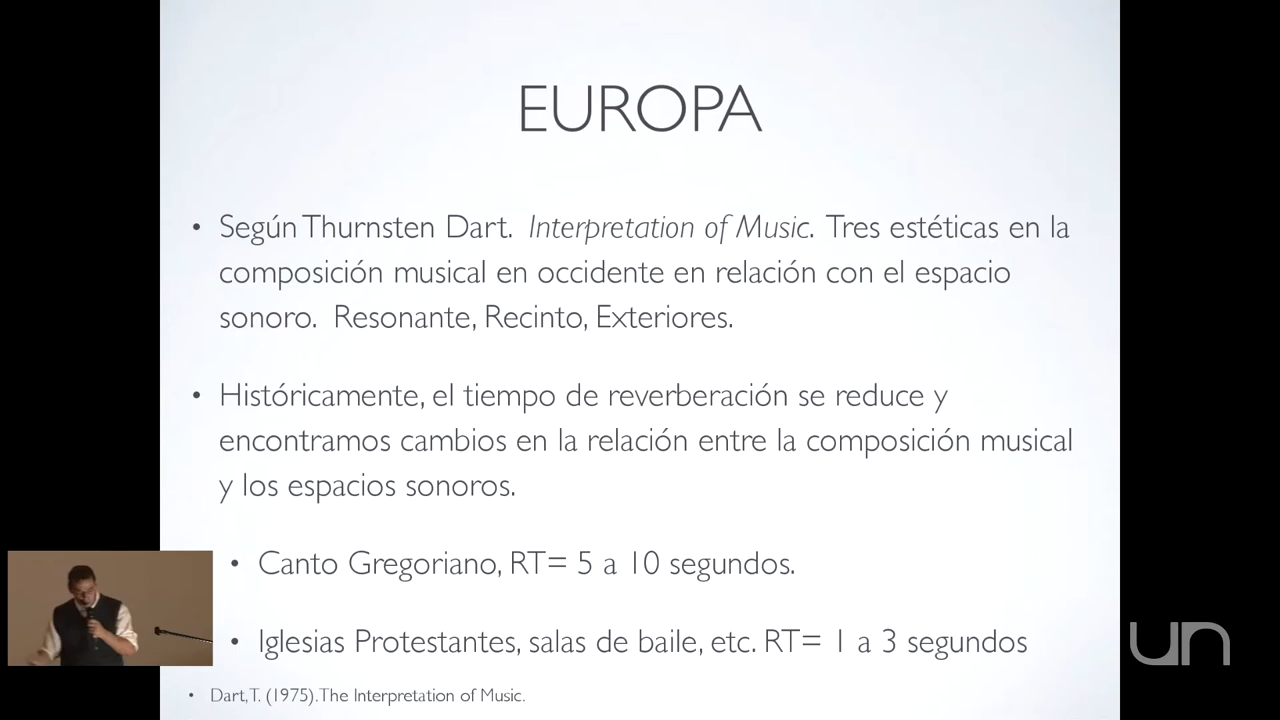 EUROPA
• Según Thurnsten Dart. Interpretation of Music. Tres estéticas en la
composición musical en occidente en relación con el espacio
sonoro. Resonante, Recinto, Exteriores.
• Históricamente, el tiempo de reverberación se reduce y
encontramos cambios en la relación entre la composición musical
y los espacios sonoros.
• Canto Gregoriano, RT= 5 a 10 segundos.
• Iglesias Protestantes, salas de baile, etc. RT= 1 a 3 segundos
• Dart, T. (1975). The Interpretation of Music.
un